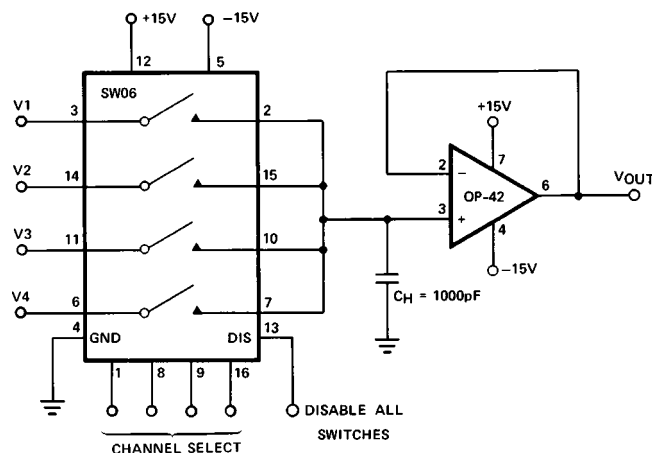 +15V
-15V
12
5
SW06
V1
3
2
V2
14
15
V3
11
10
V4
6
7
4
GND
DIS
13
1
8
9
16
CHANNEL SELECT
DISABLE ALL
SWITCHES
CH = 1000pF
+15V
7
2
-
OP-42
6
3
+
4
-15V
VOUT